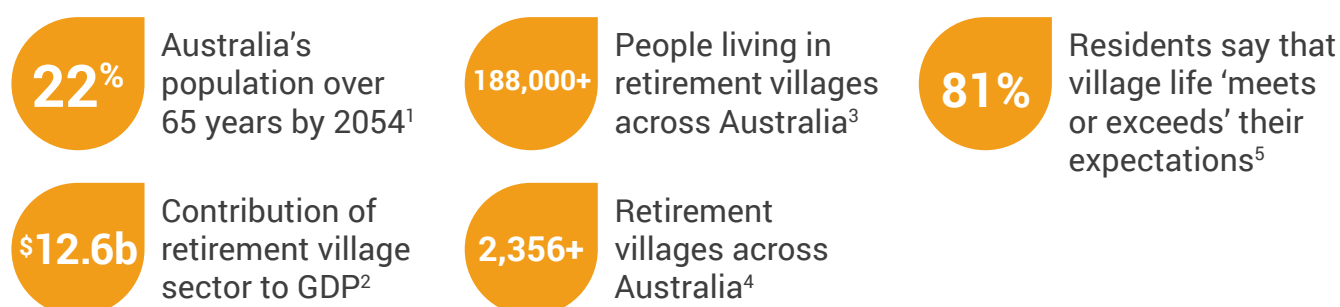 22%
Australia’s
population over
65 years by 2054¹
$12.6b
Contribution of
retirement village
sector to GDP²
188,000+
People living in
retirement villages
across Australia³
2,356+
Retirement
villages across
Australia⁴
81%
Residents say that
village life ‘meets
or exceeds’ their
expectations⁵